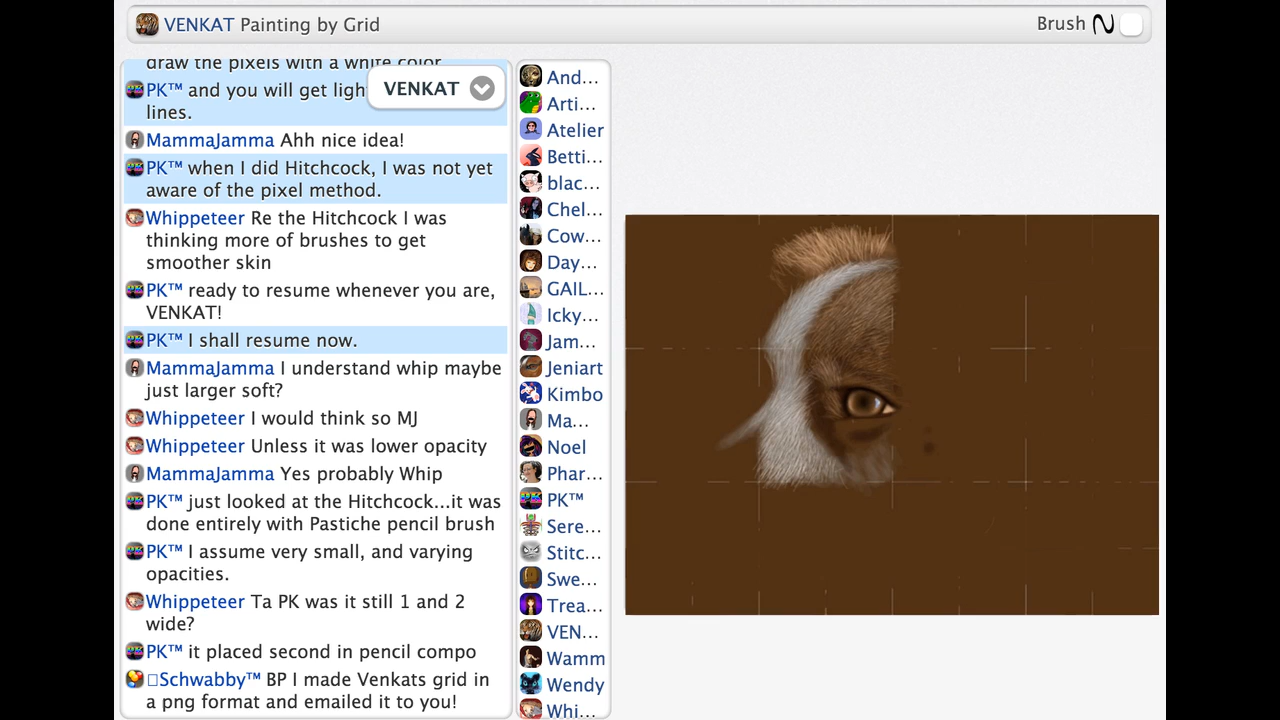 VENKAT Painting by Grid
Brush
draw the pixels with a white color
PK™ and you will get ligh
lines.
VENKAT
MammaJamma Ahh nice idea!
PK™ when I did Hitchcock, I was not yet
aware of the pixel method.
Whippeteer Re the Hitchcock I was
thinking more of brushes to get
smoother skin
PK™ ready to resume whenever you are,
VENKAT!
PK™ I shall resume now.
MammaJamma I understand whip maybe
just larger soft?
Whippeteer I would think so MJ
Whippeteer Unless it was lower opacity
MammaJamma Yes probably Whip
PK™ just looked at the Hitchcock...it was
done entirely with Pastiche pencil brush
PK™ I assume very small, and varying
opacities.
Whippeteer Ta PK was it still 1 and 2
wide?
PK™ it placed second in pencil compo
Schwabby™ BP I made Venkats grid in
a png format and emailed it to you!
And...
Arti...
Atelier
Betti...
blac...
Chel...
Cow...
Day...
GAIL...
Icky...
Jam...
Jeniart
Kimbo
Ma...
Noel
Phar...
PK™
Sere...
Stitc...
Swe...
Trea...
VEN...
Wamm
Wendy
Whi...